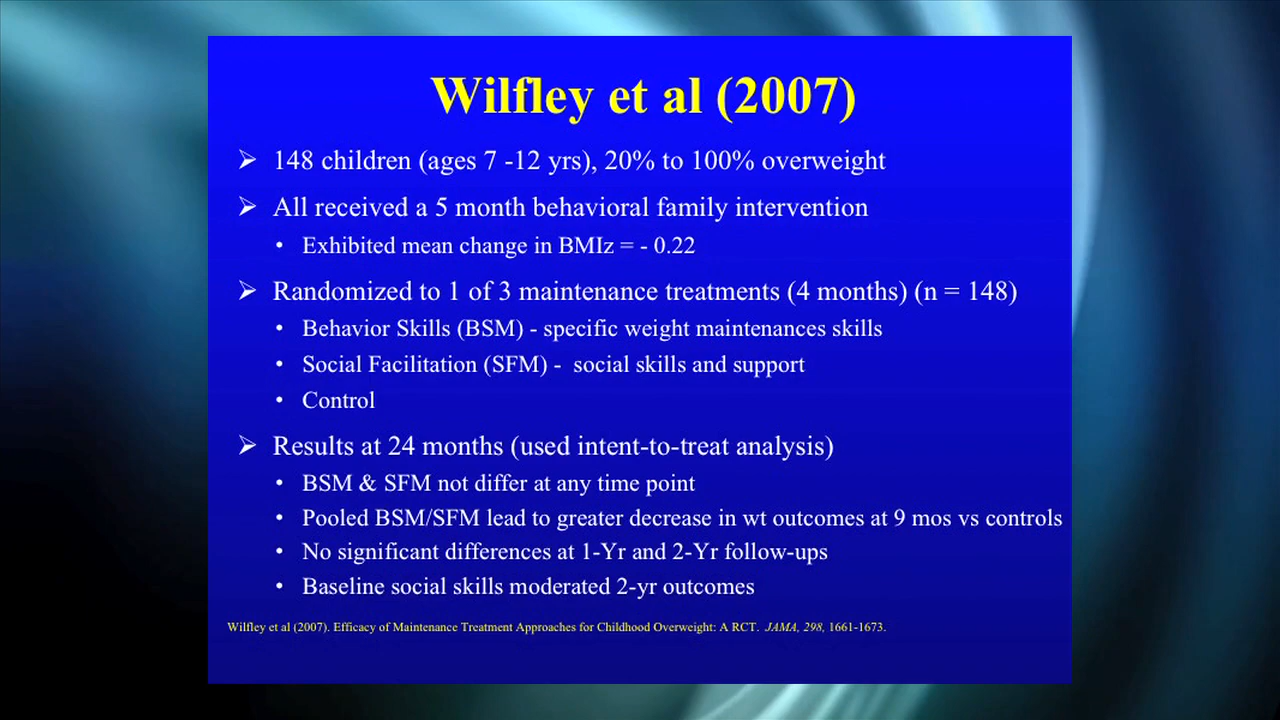 Wilfley et al (2007)
➢ 148 children (ages 7 -12 yrs), 20% to 100% overweight
➢ All received a 5 month behavioral family intervention
• Exhibited mean change in BMIz = - 0.22
➢ Randomized to 1 of 3 maintenance treatments (4 months) (n = 148)
• Behavior Skills (BSM) - specific weight maintenances skills
• Social Facilitation (SFM) -  social skills and support
• Control
➢ Results at 24 months (used intent-to-treat analysis)
• BSM & SFM not differ at any time point
• Pooled BSM/SFM lead to greater decrease in wt outcomes at 9 mos vs controls
• No significant differences at 1-Yr and 2-Yr follow-ups
• Baseline social skills moderated 2-yr outcomes
Wilfley et al (2007). Efficacy of Maintenance Treatment Approaches for Childhood Overweight: A RCT.  JAMA, 298, 1661-1673.